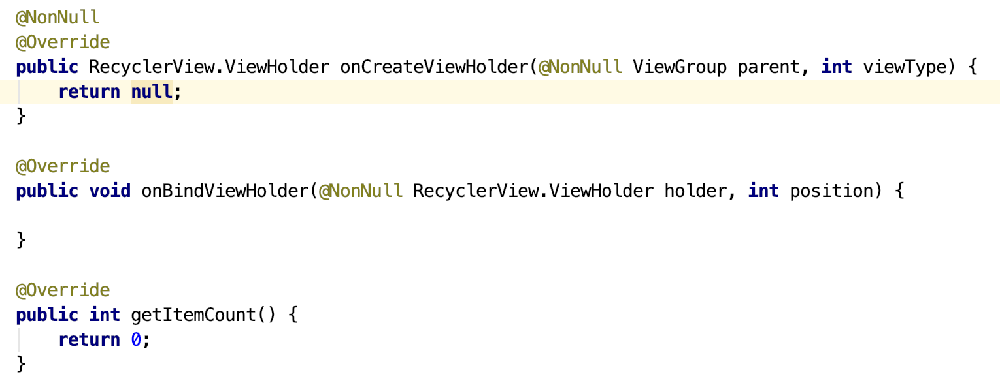 @NonNull
@Override
public RecyclerView.ViewHolder onCreateViewHolder(@NonNull ViewGroup parent, int viewType) {
    return null;
}
@Override
public void onBindViewHolder(@NonNull RecyclerView.ViewHolder holder, int position) {
}
@Override
public int getItemCount() {
    return 0;
}